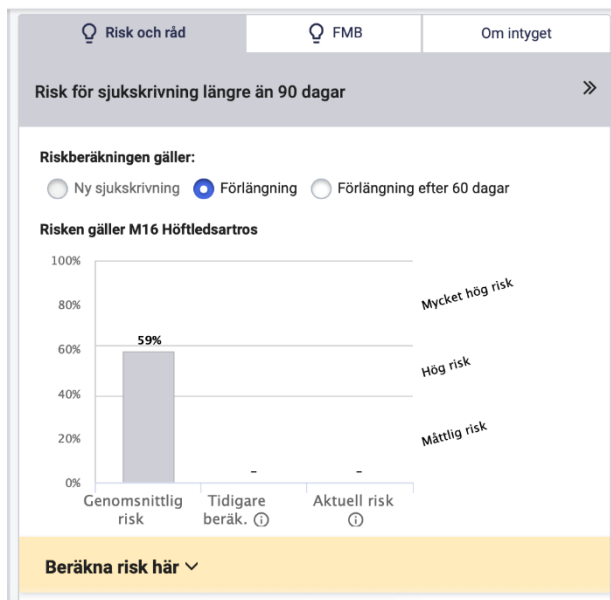 Risk och råd
FMB
Om intyget
Risk för sjukskrivning längre än 90 dagar
Riskberäkningen gäller:
Ny sjukskrivning
Förlängning
Förlängning efter 60 dagar
Risken gäller M16 Höftledsartros
100%
80%
60%
40%
20%
0%
59%
-
-
Mycket hög risk
Hög risk
Måttlig risk
Genomsnittlig
risk
Tidigare
beräk.
Aktuell risk
Beräkna risk här